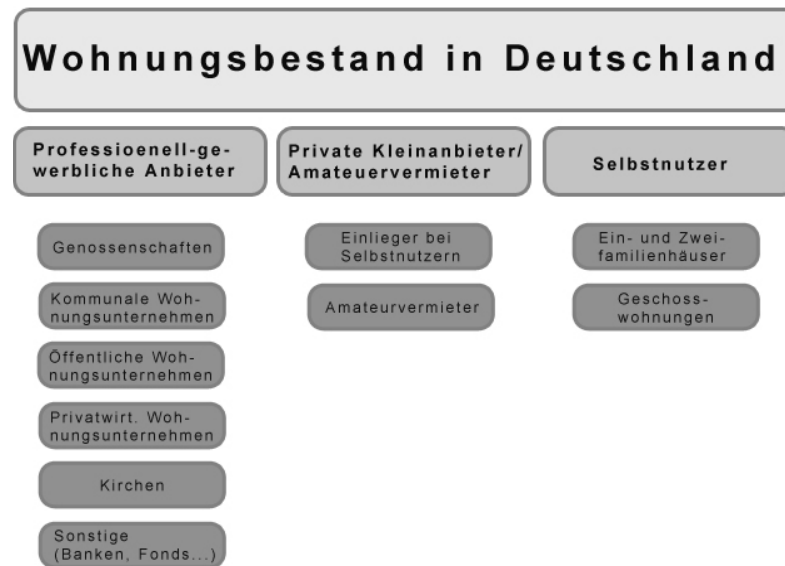 Wohnungsbestand in Deutschland
Professioenell-ge-
werbliche Anbieter
Private Kleinanbieter/
Amateuervermieter
Selbstnutzer
Genossenschaften
Kommunale Woh-
nungsunternehmen
Öffentliche Woh-
nungsunternehmen
Privatwirt. Woh-
nungsunternehmen
Kirchen
Sonstige
(Banken, Fonds...)
Einlieger bei
Selbstnutzern
Amateurvermieter
Ein- und Zwei-
familienhäuser
Geschoss-
wohnungen